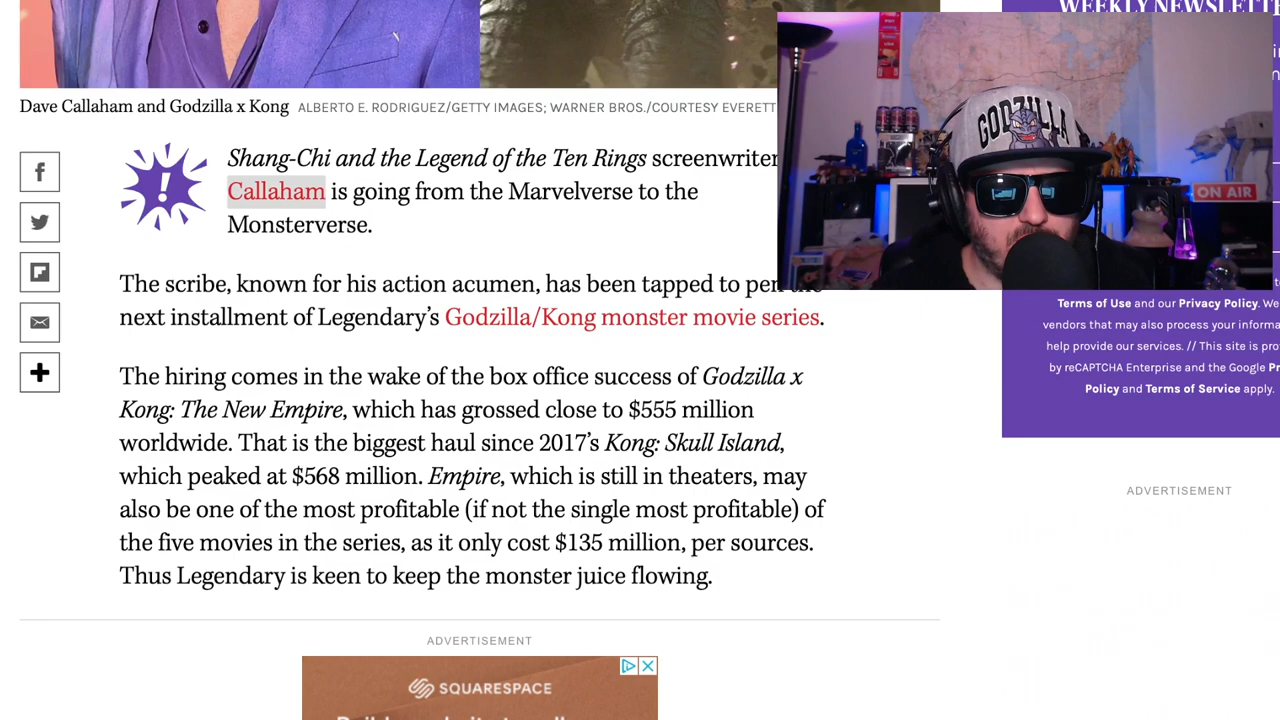 WEEKLY NEWSLETTE
Dave Callaham and Godzilla x Kong ALBERTO E. RODRIGUEZ/GETTY IMAGES; WARNER BROS./COURTESY EVERETT
GODZILLA
ON AIR
!
Shang-Chi and the Legend of the Ten Rings screenwriter
Callaham is going from the Marvelverse to the
Monsterverse.
The scribe, known for his action acumen, has been tapped to pen the
next installment of Legendary’s Godzilla/Kong monster movie series.
The hiring comes in the wake of the box office success of Godzilla x
Kong: The New Empire, which has grossed close to $555 million
worldwide. That is the biggest haul since 2017’s Kong: Skull Island,
which peaked at $568 million. Empire, which is still in theaters, may
also be one of the most profitable (if not the single most profitable) of
the five movies in the series, as it only cost $135 million, per sources.
Thus Legendary is keen to keep the monster juice flowing.
Terms of Use and our Privacy Policy. We
vendors that may also process your informa
help provide our services. // This site is pro
by reCAPTCHA Enterprise and the Google Pr
Policy and Terms of Service apply.
ADVERTISEMENT
ADVERTISEMENT
SQUARESPACE